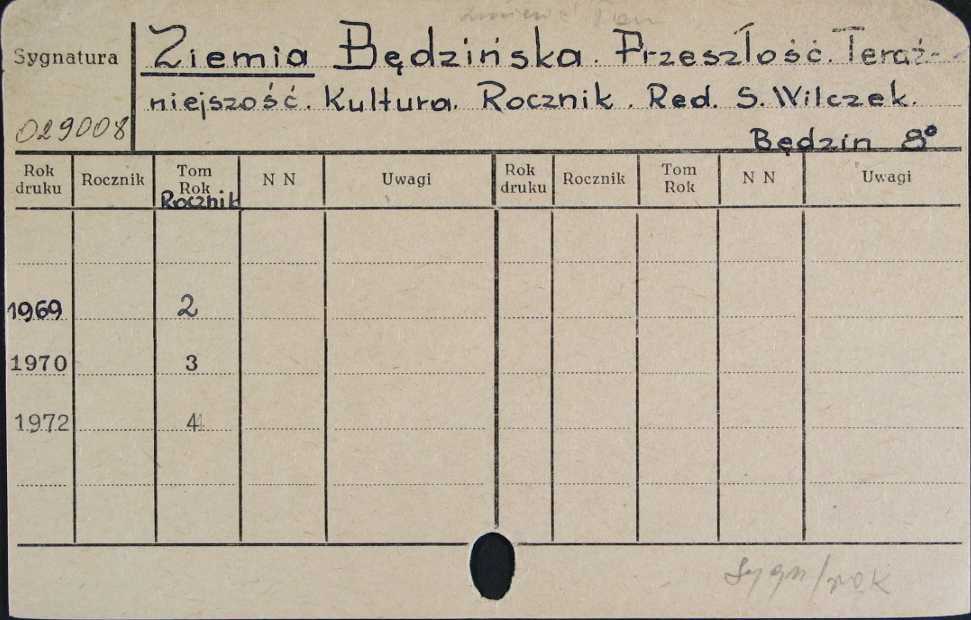 Sygnatura
Ziemia Będzińska. Przeszłość. Teraź-
niejszość. Kultura. Rocznik. Red. S. Wilczek.
029008
Będzin 8°
Rok druku Rocznik Tom Rok N N Uwagi Rok druku Rocznik Tom Rok N N Uwagi
Rocznik
1969 2
1970 3
1972 4
Sygn/rok